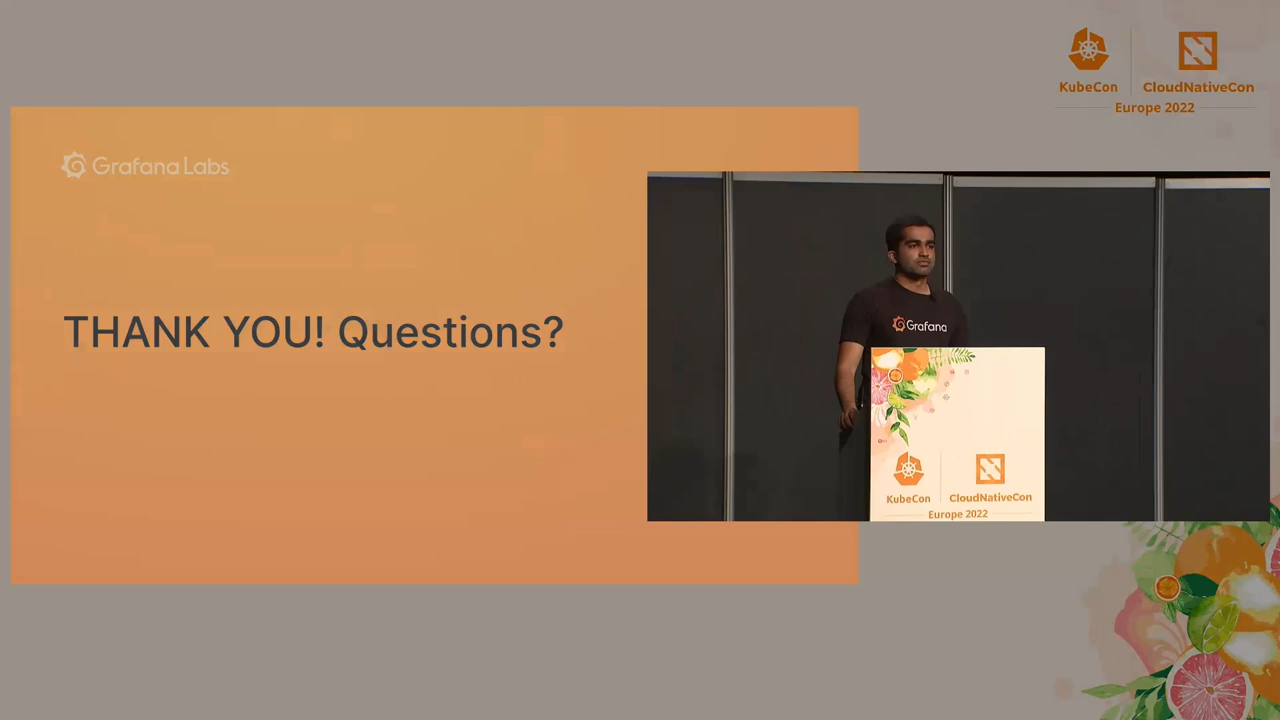 KubeCon
CloudNativeCon
Europe 2022
Grafana Labs
THANK YOU! Questions?
Grafana
KubeCon
CloudNativeCon
Europe 2022